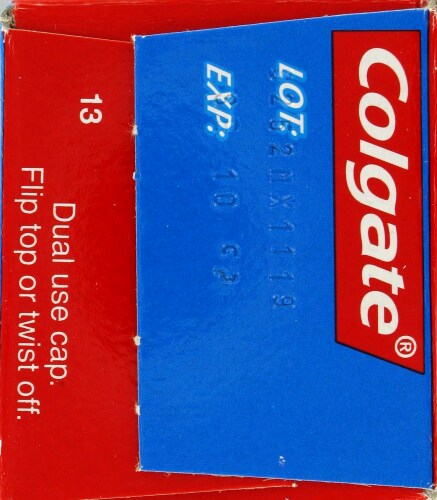 Colgate®
LOT:
EXP:
13
Dual use cap.
Flip top or twist off.